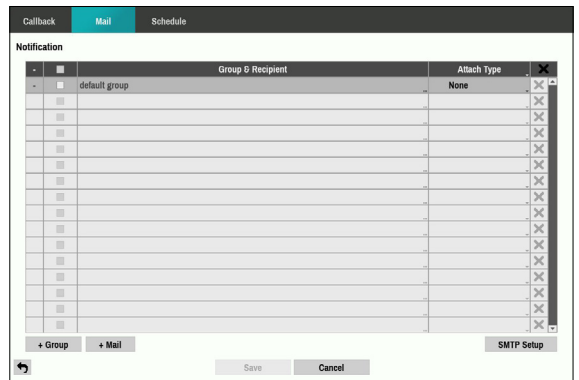 Callback Mail Schedule
Notification
- Group & Recipient Attach Type
- default group ... None
+ Group + Mail SMTP Setup
Save Cancel